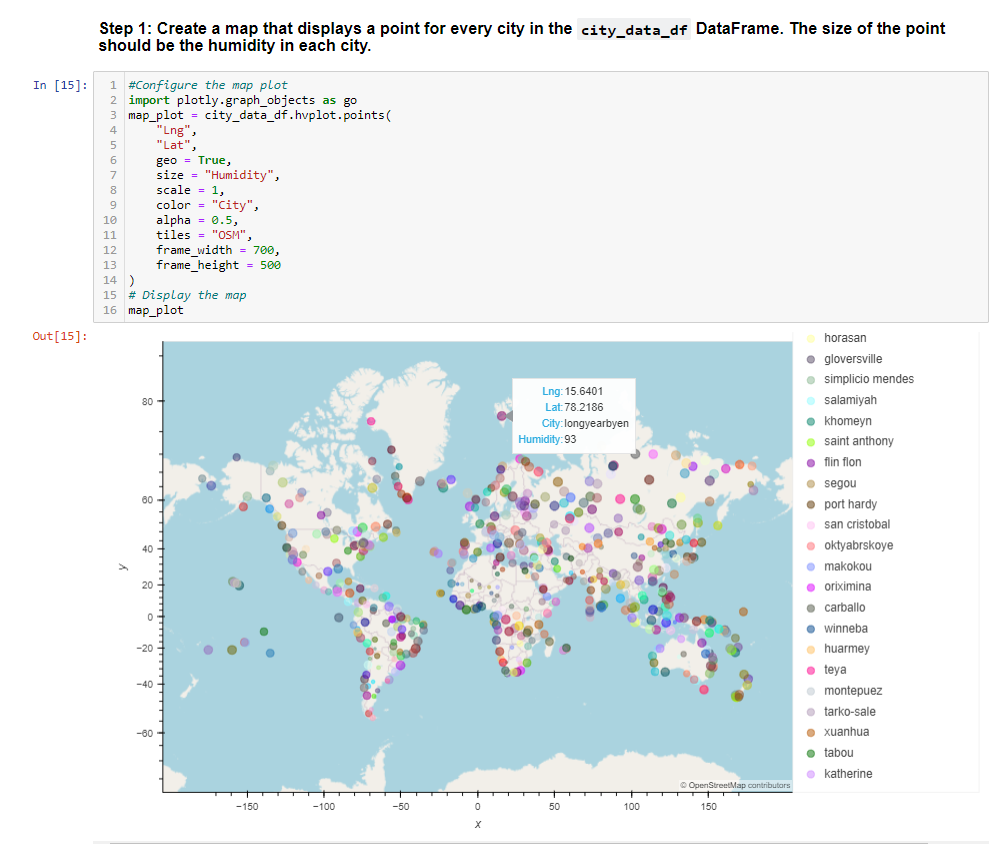 Step 1: Create a map that displays a point for every city in the city_data_df DataFrame. The size of the point
should be the humidity in each city.
In [15]:
1 #Configure the map plot
2 import plotly.graph_objects as go
3 map_plot = city_data_df.hvplot.points(
4 "Lng",
5 "Lat",
6 geo = True,
7 size = "Humidity",
8 scale = 1,
9 color = "City",
10 alpha = 0.5,
11 tiles = "OSM",
12 frame_width = 700,
13 frame_height = 500
14 )
15 # Display the map
16 map_plot
Out[15]:
80
60
40
20
0
−20
−40
−60
y
Lng: 15.6401
Lat: 78.2186
City: longyearbyen
Humidity: 93
© OpenStreetMap contributors
−150 −100 −50 0 50 100 150
x
horasan
gloversville
simplicio mendes
salamiyah
khomeyn
saint anthony
flin flon
segou
port hardy
san cristobal
oktyabrskoye
makokou
oriximina
carballo
winneba
huarmey
teya
montepuez
tarko-sale
xuanhua
tabou
katherine